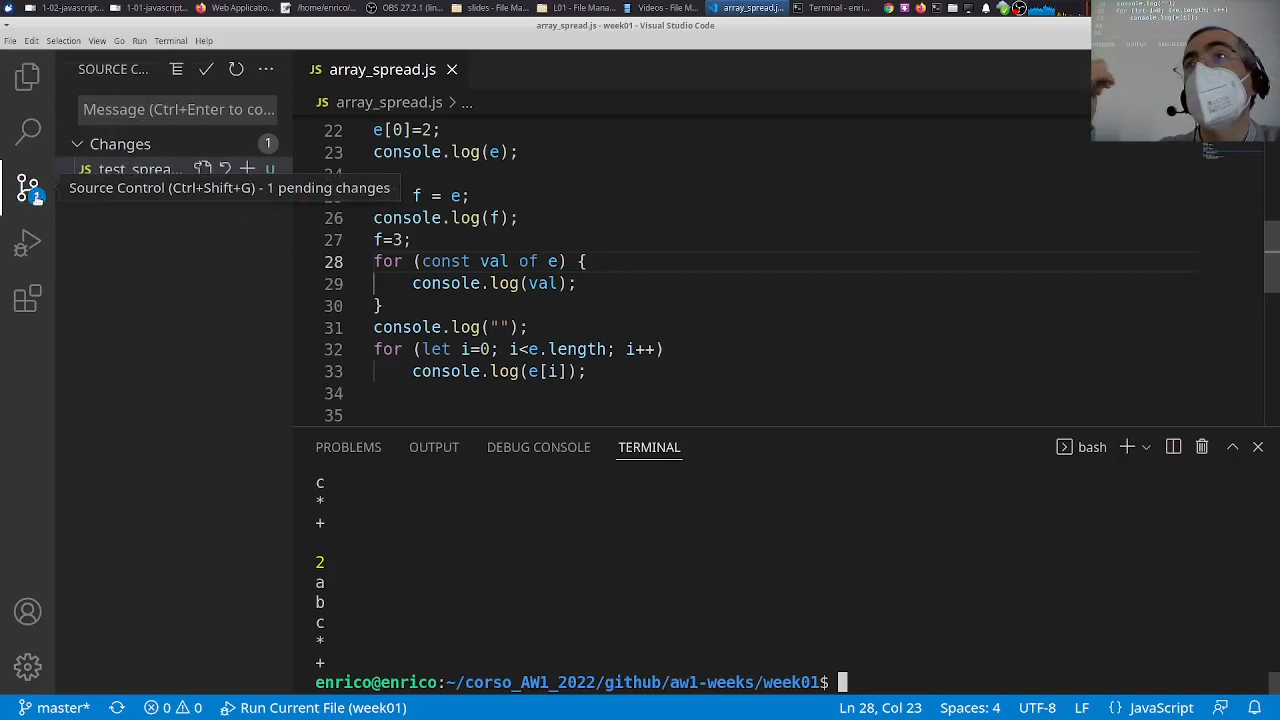 [1-02-javascript...
[1-01-javascript...
Web Applications...
/home/enrico/...
OBS 27.2.1 (linux)...
slides - File Ma...
L01 - File Mana...
Videos - File M...
array_spread.j...
Terminal - enri...
array_spread.js - week01 - Visual Studio Code
File Edit Selection View Go Run Terminal Help
SOURCE C...
JS array_spread.js
Message (Ctrl+Enter to co...
JS array_spread.js > ...
Changes 1
JS test_sprea... U
Source Control (Ctrl+Shift+G) - 1 pending changes
1
22 e[0]=2;
23 console.log(e);
24
f = e;
26 console.log(f);
27 f=3;
28 for (const val of e) {
29 console.log(val);
30 }
31 console.log("");
32 for (let i=0; i<e.length; i++)
33 console.log(e[i]);
34
35
PROBLEMS OUTPUT DEBUG CONSOLE TERMINAL
bash
c
*
+
2
a
b
c
*
+
enrico@enrico:~/corso_AW1_2022/github/aw1-weeks/week01$
master* 0 0 Run Current File (week01) Ln 28, Col 23 Spaces: 4 UTF-8 LF {} JavaScript